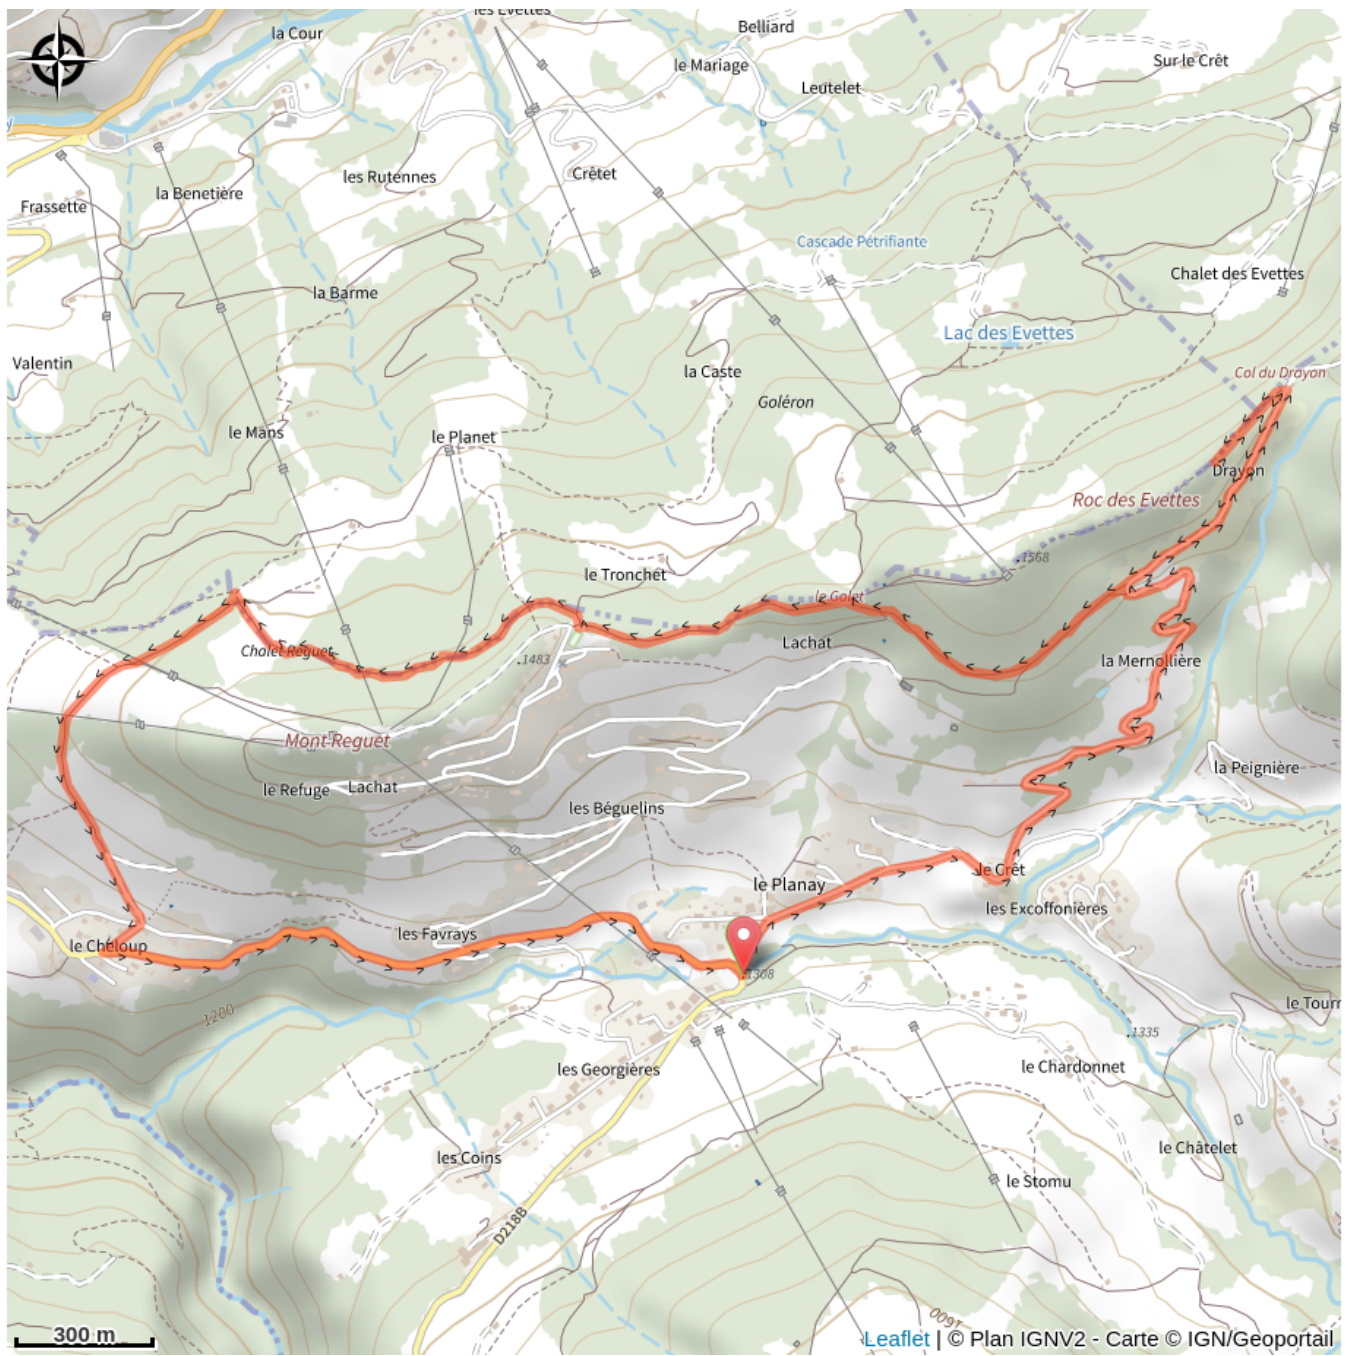 les Evettes
la Cour
Belliard
le Mariage
Sur le Crêt
Leutelet
Crêtet
les Rutennes
la Benetière
Frassette
Cascade Pétrifiante
Chalet des Evettes
la Barme
Lac des Evettes
Valentin
la Caste
Col du Drayon
Goléron
le Mans
le Planet
Drayon
Roc des Evettes
.1568
le Tronchet
le Golet
Lachat
Chalet Reguet
.1483
la Mernollière
Mont Reguet
la Peignière
le Refuge
Lachat
les Béguelins
le Crêt
le Planay
les Excoffonières
les Favrays
le Cheloup
1308
le Tourn
1200
.1335
les Georgières
le Chardonnet
les Coins
le Châtelet
le Stomu
D218B
1600
300 m
Leaflet | © Plan IGNV2 - Carte © IGN/Geoportail